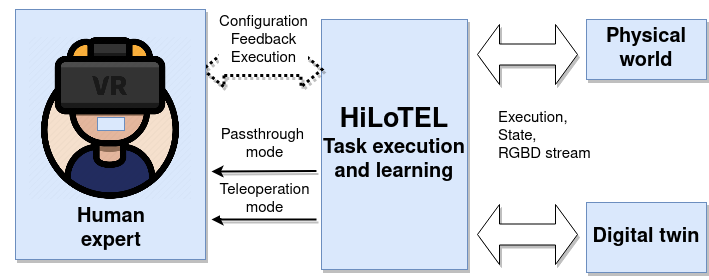 VR
Human
expert
Configuration
Feedback
Execution
Passthrough
mode
Teleoperation
mode
HiLoTEL
Task execution
and learning
Execution,
State,
RGBD stream
Physical
world
Digital twin